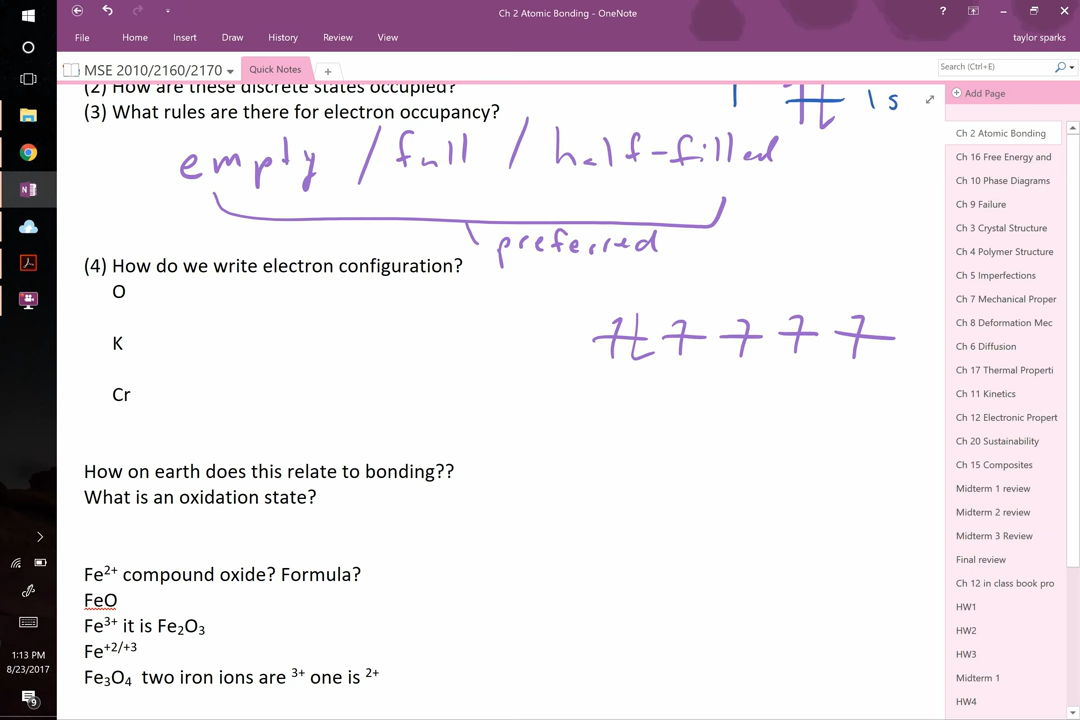 Ch 2 Atomic Bonding - OneNote
File Home Insert Draw History Review View
taylor sparks
MSE 2010/2160/2170
Quick Notes
Search (Ctrl+E)
(2) How are these discrete states occupied?
(3) What rules are there for electron occupancy?
1s
empty / full / half-filled
preferred
(4) How do we write electron configuration?
O
K
Cr
How on earth does this relate to bonding??
What is an oxidation state?
Fe2+ compound oxide? Formula?
FeO
Fe3+ it is Fe2O3
Fe+2/+3
Fe3O4 two iron ions are 3+ one is 2+
Add Page
Ch 2 Atomic Bonding
Ch 16 Free Energy and
Ch 10 Phase Diagrams
Ch 9 Failure
Ch 3 Crystal Structure
Ch 4 Polymer Structure
Ch 5 Imperfections
Ch 7 Mechanical Proper
Ch 8 Deformation Mec
Ch 6 Diffusion
Ch 17 Thermal Properti
Ch 11 Kinetics
Ch 12 Electronic Propert
Ch 20 Sustainability
Ch 15 Composites
Midterm 1 review
Midterm 2 review
Midterm 3 Review
Final review
Ch 12 in class book pro
HW1
HW2
HW3
Midterm 1
HW4
1:13 PM
8/23/2017
9